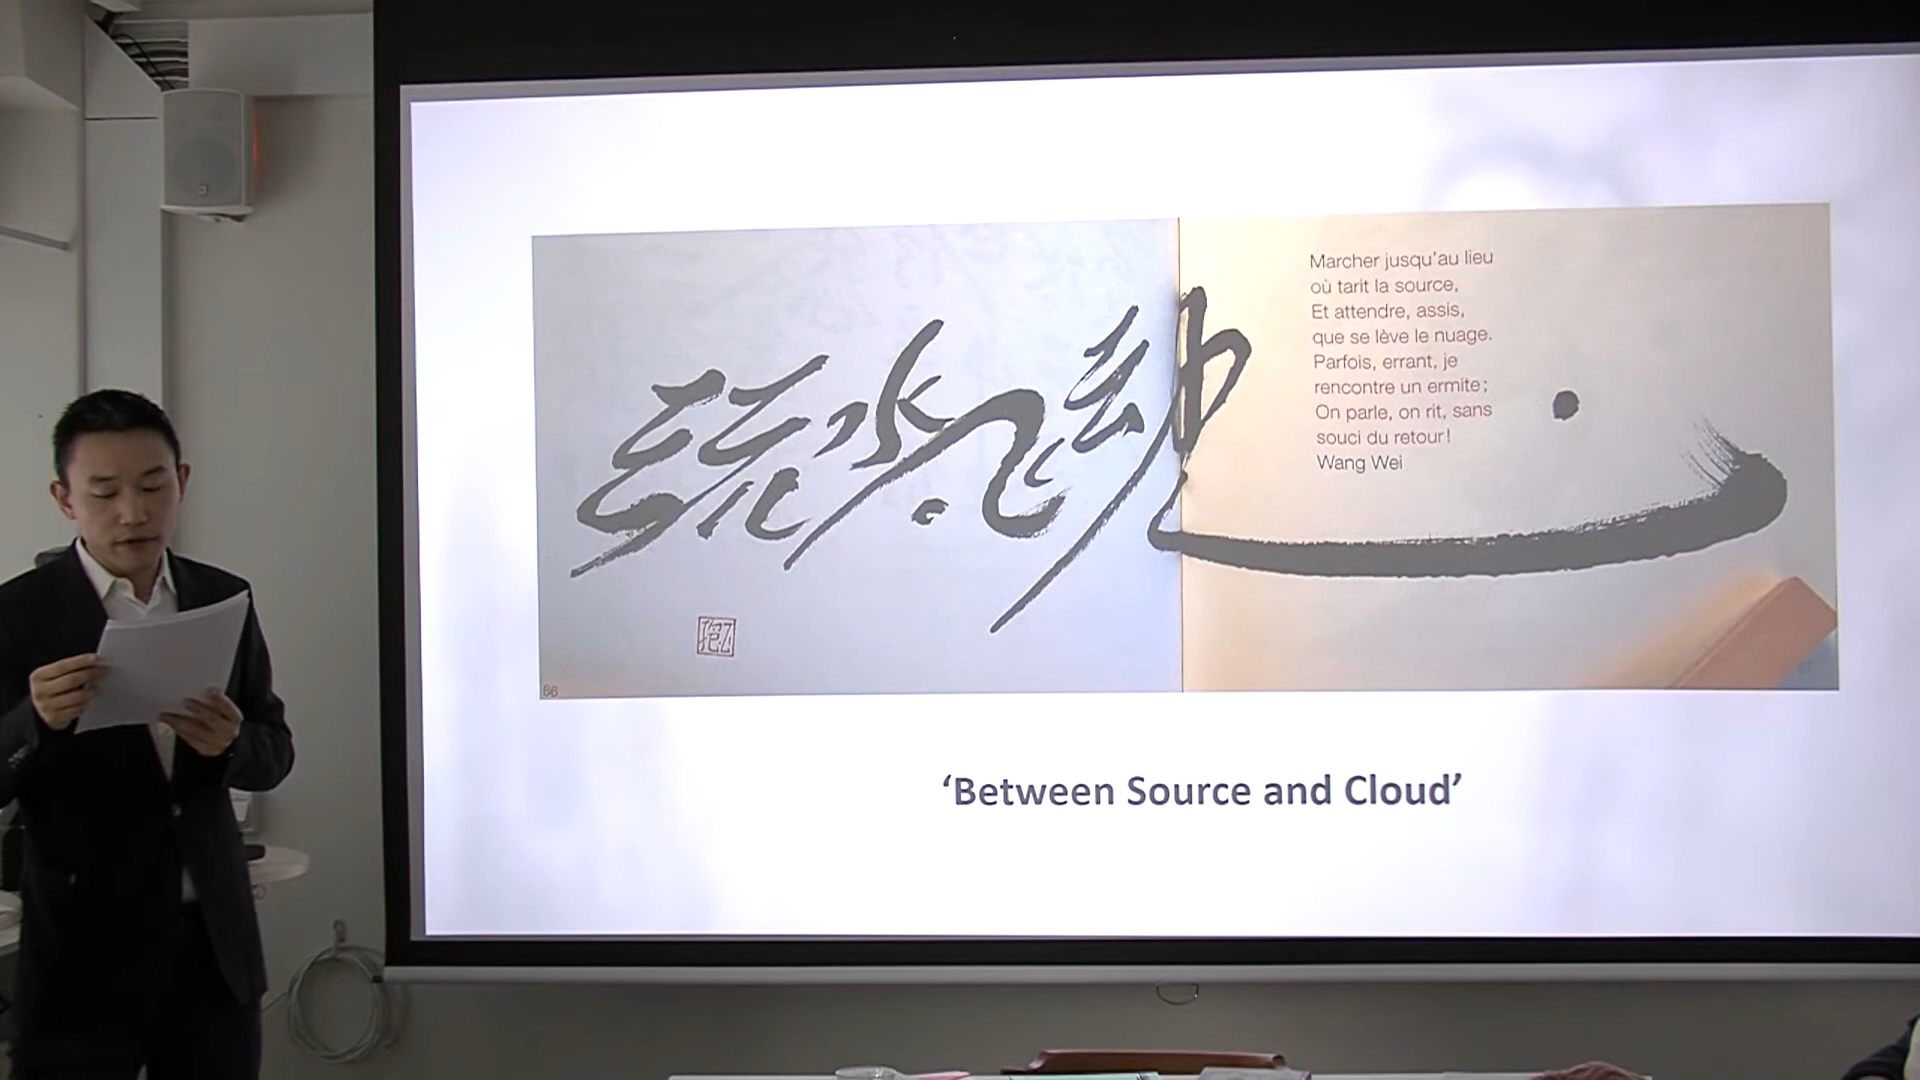 Marcher jusqu'au lieu
où tarit la source,
Et attendre, assis,
que se lève le nuage.
Parfois, errant, je
rencontre un ermite ;
On parle, on rit, sans
souci du retour !
Wang Wei
66
‘Between Source and Cloud’